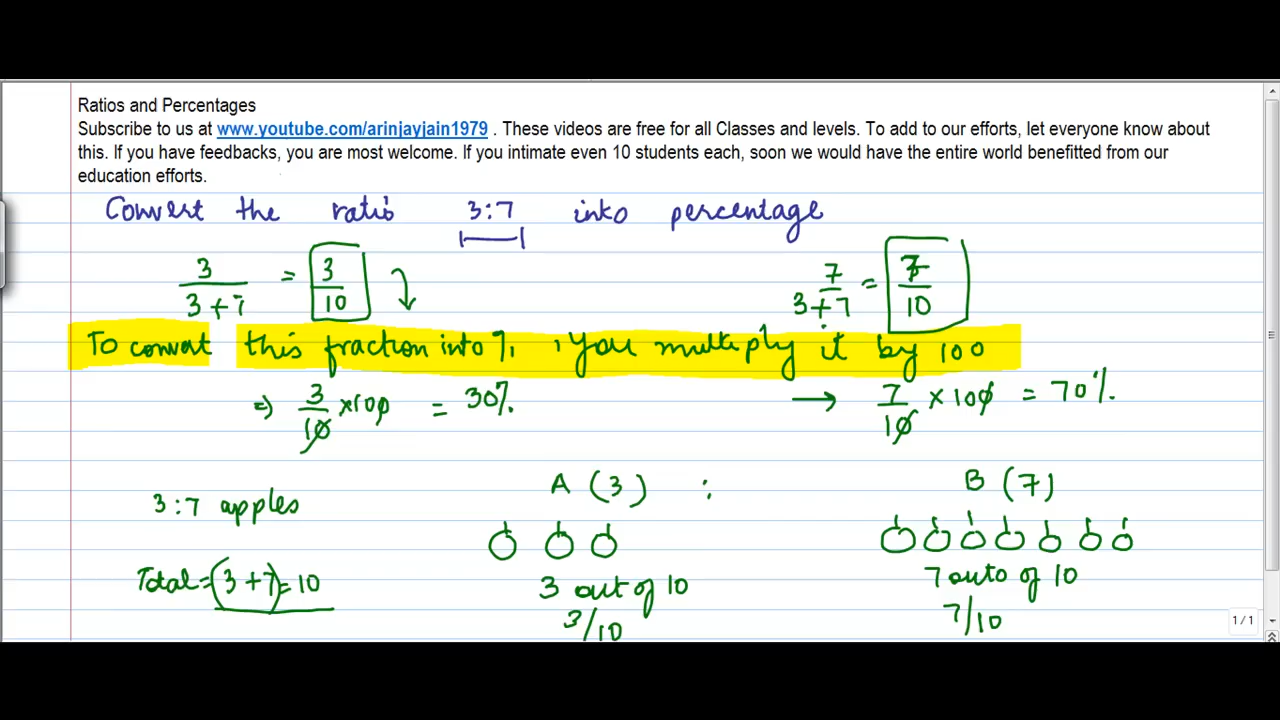 Ratios and Percentages
Subscribe to us at www.youtube.com/arinjayjain1979 . These videos are free for all Classes and levels. To add to our efforts, let everyone know about
this. If you have feedbacks, you are most welcome. If you intimate even 10 students each, soon we would have the entire world benefitted from our
education efforts.
Convert the ratio 3:7 into percentage
3/(3+7) = 3/10
7/(3+7) = 7/10
To convert this fraction into %, you multiply it by 100
⇒ 3/10 × 100 = 30%
→ 7/10 × 100 = 70%
3:7 apples
A (3) : B (7)
Total = (3+7) = 10
3 out of 10
3/10
7 outo of 10
7/10
1 / 1